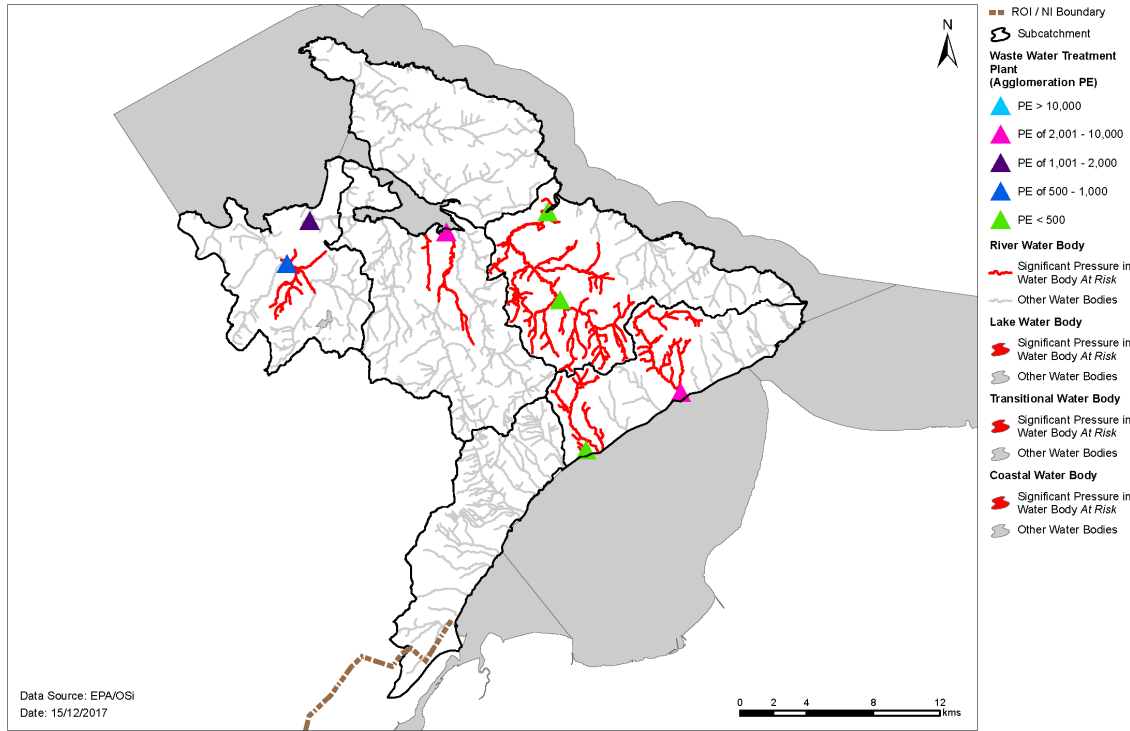 N
ROI / NI Boundary
Subcatchment
Waste Water Treatment
Plant
(Agglomeration PE)
PE > 10,000
PE of 2,001 - 10,000
PE of 1,001 - 2,000
PE of 500 - 1,000
PE < 500
River Water Body
Significant Pressure in
Water Body At Risk
Other Water Bodies
Lake Water Body
Significant Pressure in
Water Body At Risk
Other Water Bodies
Transitional Water Body
Significant Pressure in
Water Body At Risk
Other Water Bodies
Coastal Water Body
Significant Pressure in
Water Body At Risk
Other Water Bodies
Data Source: EPA/OSi
Date: 15/12/2017
0 2 4 8 12
kms